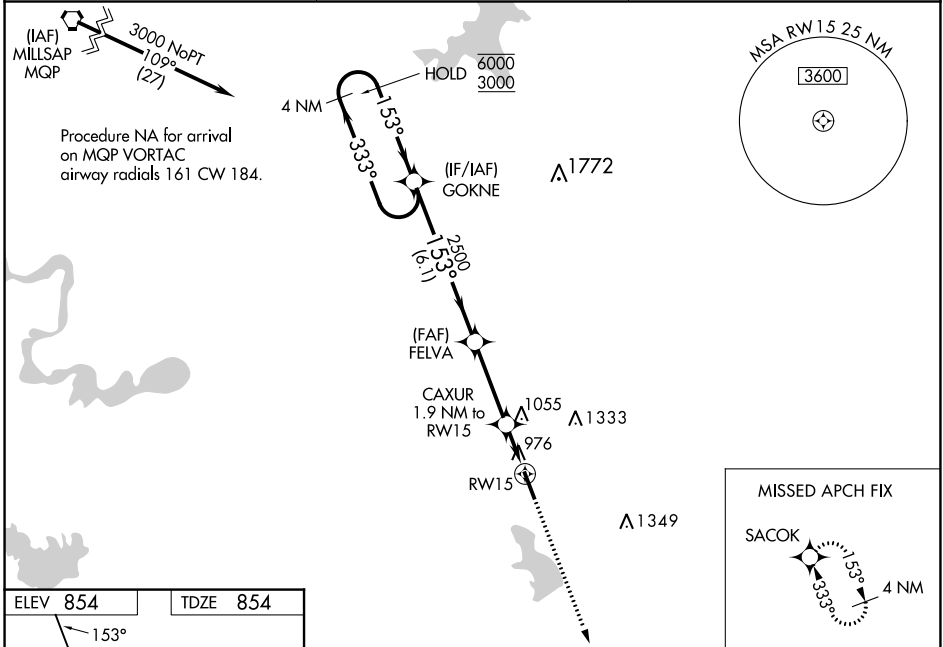 (IAF)
MILLSAP
MQP
3000 NoPT
109°
(27)
Procedure NA for arrival
on MQP VORTAC
airway radials 161 CW 184.
HOLD
6000
3000
4 NM
153°
333°
(IF/IAF)
GOKNE
1772
MSA RW15 25 NM
3600
2500
153°
(6.1)
(FAF)
FELVA
CAXUR
1.9 NM to
RW15
1055
1333
976
RW15
1349
MISSED APCH FIX
SACOK
153°
333°
4 NM
ELEV 854
TDZE 854
153°